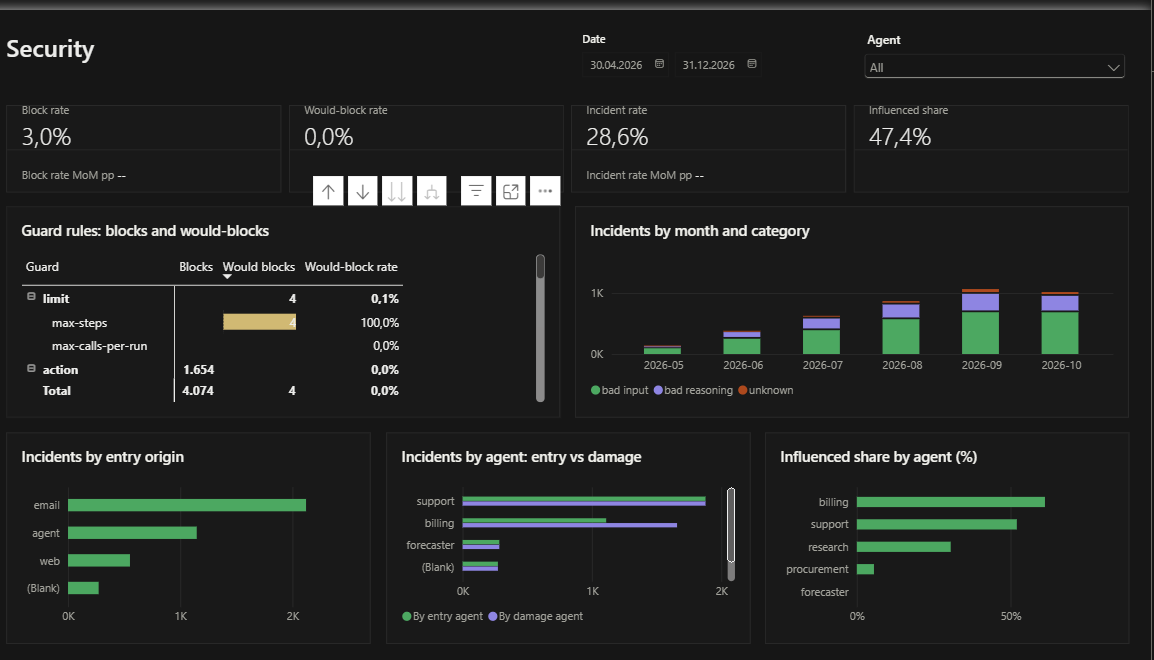 Security
Date
30.04.2026 31.12.2026
Agent
All
Block rate
3,0%
Block rate MoM pp --
Would-block rate
0,0%
Incident rate
28,6%
Incident rate MoM pp --
Influenced share
47,4%
Guard rules: blocks and would-blocks
Guard Blocks Would blocks Would-block rate
limit 4 0,1%
max-steps 4 100,0%
max-calls-per-run 0,0%
action 1.654 0,0%
Total 4.074 4 0,0%
Incidents by month and category
1K
0K
2026-05 2026-06 2026-07 2026-08 2026-09 2026-10
bad input bad reasoning unknown
Incidents by entry origin
email
agent
web
(Blank)
0K 1K 2K
Incidents by agent: entry vs damage
support
billing
forecaster
(Blank)
0K 1K 2K
By entry agent By damage agent
Influenced share by agent (%)
billing
support
research
procurement
forecaster
0% 50%